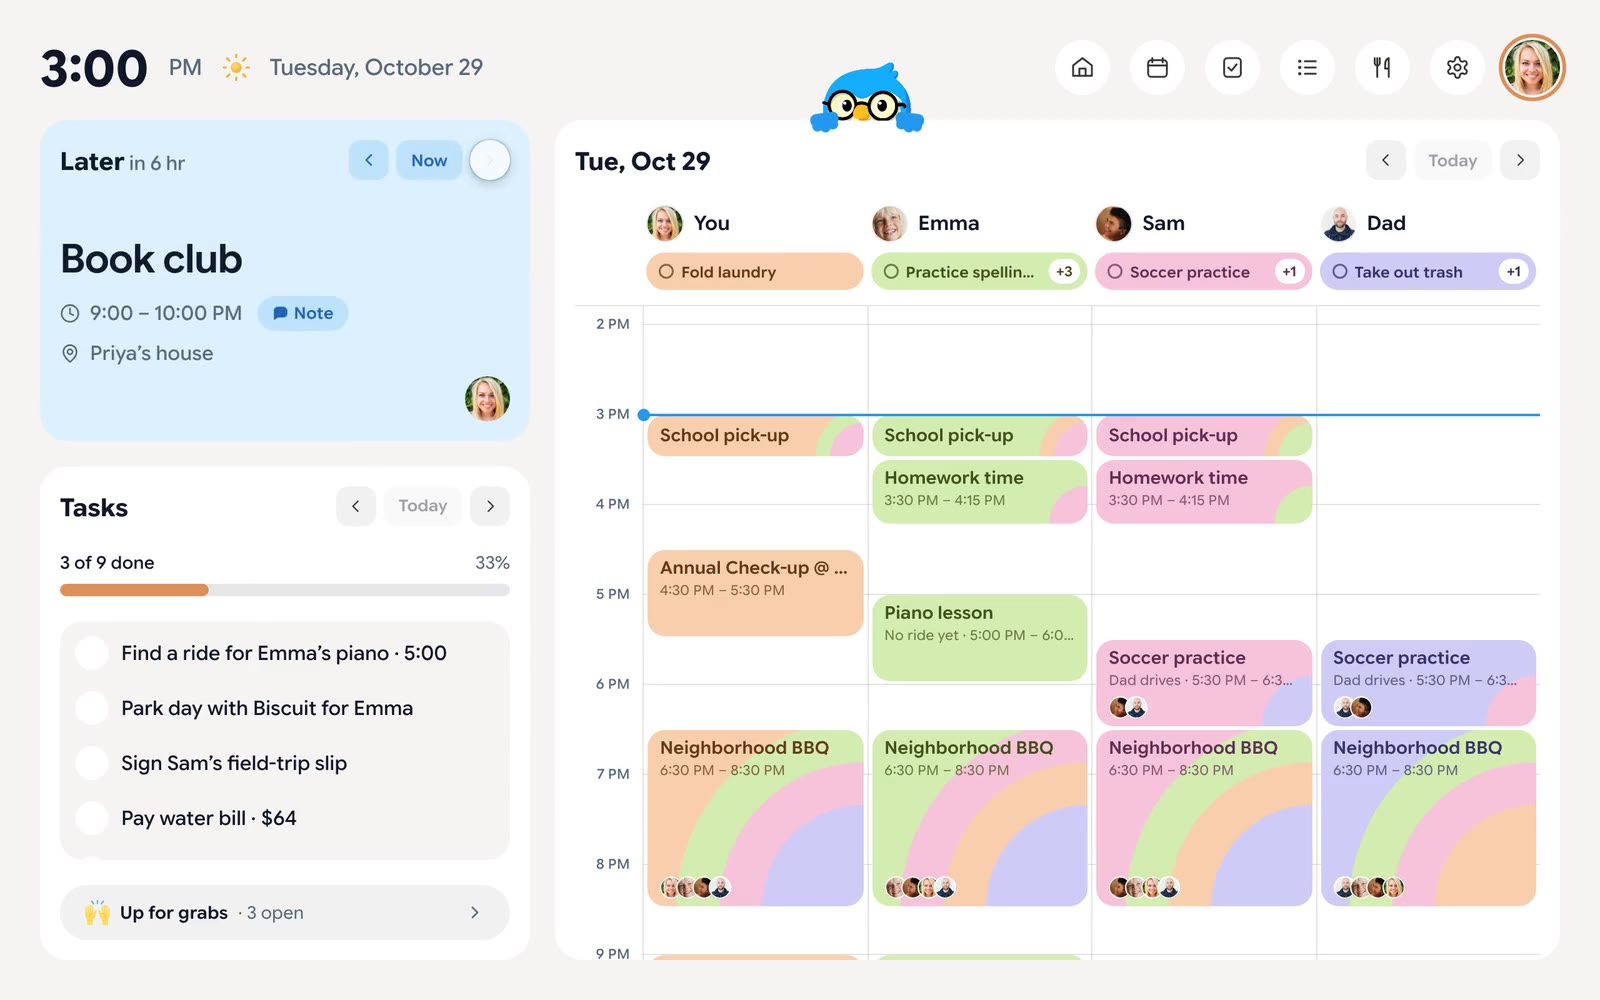 3:00 PM Tuesday, October 29
Later in 6 hr
Now
Book club
9:00 – 10:00 PM
Note
Priya’s house
Tasks
Today
3 of 9 done
33%
Find a ride for Emma’s piano · 5:00
Park day with Biscuit for Emma
Sign Sam’s field-trip slip
Pay water bill · $64
Up for grabs · 3 open
Tue, Oct 29
Today
You
Emma
Sam
Dad
Fold laundry
Practice spellin... +3
Soccer practice +1
Take out trash +1
2 PM
3 PM
School pick-up
School pick-up
School pick-up
Homework time
3:30 PM – 4:15 PM
Homework time
3:30 PM – 4:15 PM
4 PM
Annual Check-up @ ...
4:30 PM – 5:30 PM
5 PM
Piano lesson
No ride yet · 5:00 PM – 6:0...
Soccer practice
Dad drives · 5:30 PM – 6:3...
Soccer practice
Dad drives · 5:30 PM – 6:3...
6 PM
Neighborhood BBQ
6:30 PM – 8:30 PM
Neighborhood BBQ
6:30 PM – 8:30 PM
Neighborhood BBQ
6:30 PM – 8:30 PM
Neighborhood BBQ
6:30 PM – 8:30 PM
7 PM
8 PM
9 PM